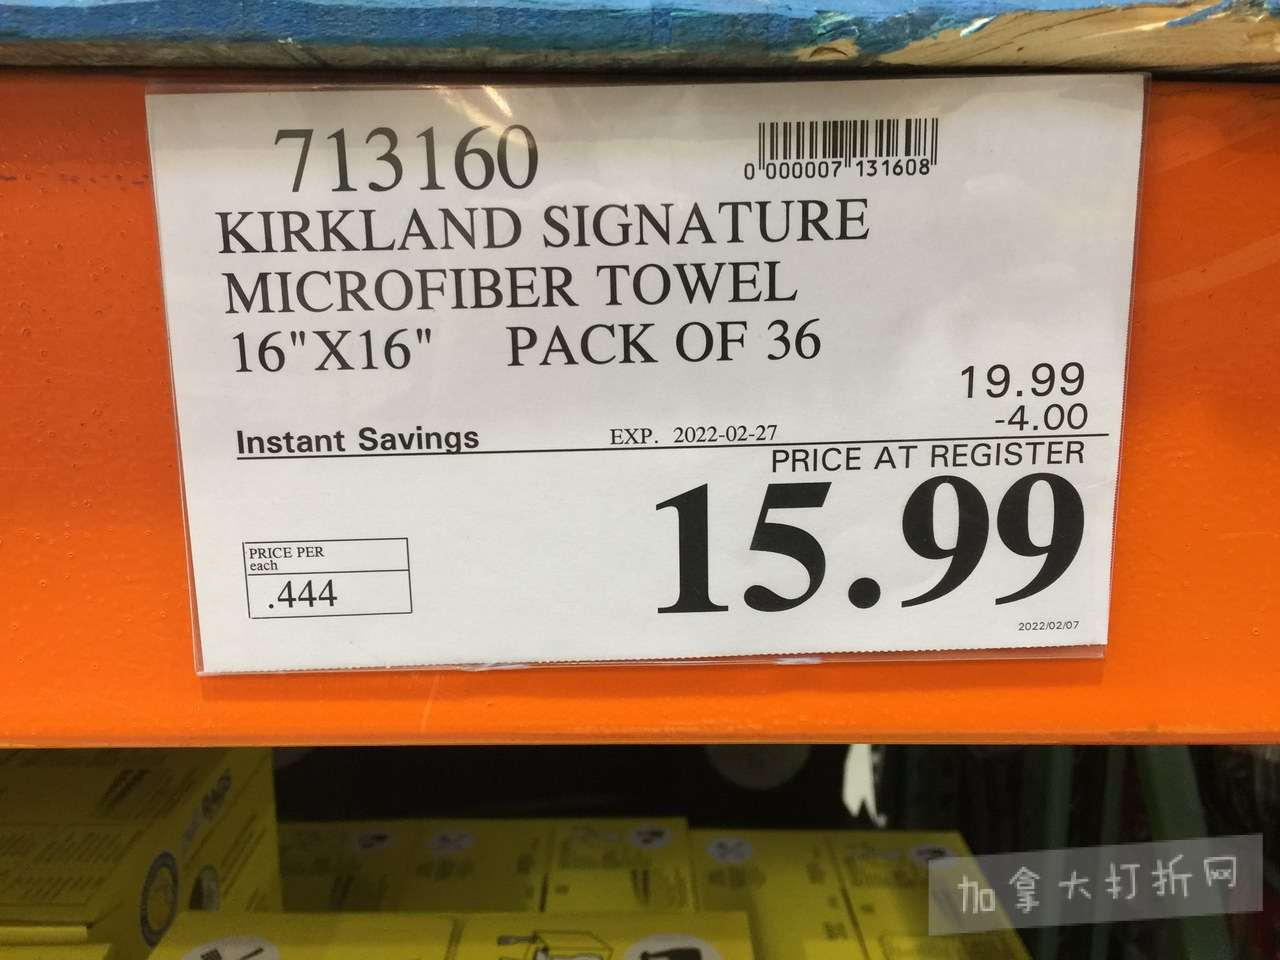 713160
0 000007 131608
KIRKLAND SIGNATURE
MICROFIBER TOWEL
16"X16" PACK OF 36
19.99
-4.00
Instant Savings EXP. 2022-02-27
PRICE AT REGISTER
15.99
PRICE PER
each
.444
2022/02/07
加拿大打折网